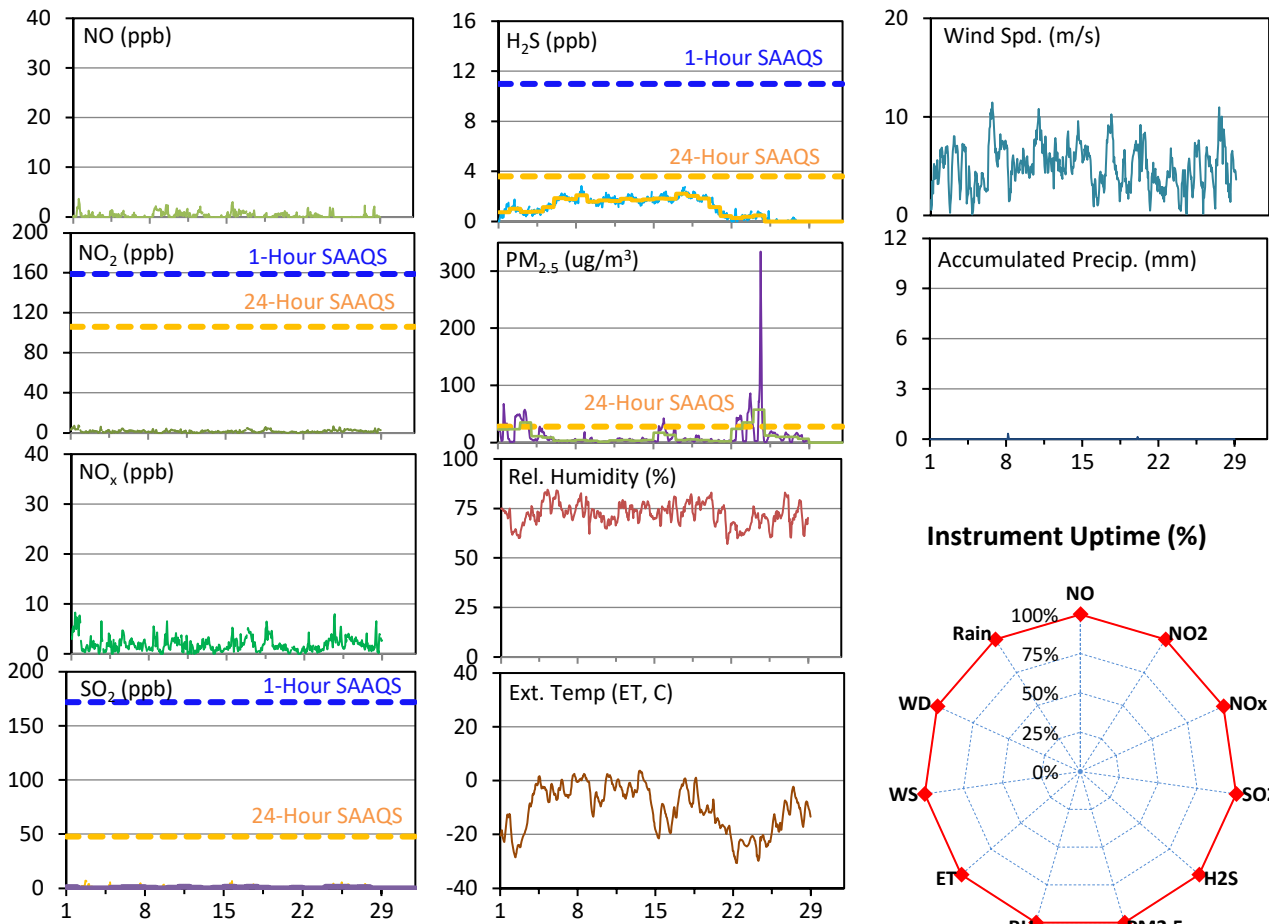 NO (ppb)
40
30
20
10
0
NO₂ (ppb)
1-Hour SAAQS
24-Hour SAAQS
200
160
120
80
40
0
NOₓ (ppb)
40
30
20
10
0
SO₂ (ppb)
1-Hour SAAQS
24-Hour SAAQS
200
150
100
50
0
1 8 15 22 29
H₂S (ppb)
1-Hour SAAQS
24-Hour SAAQS
16
12
8
4
0
PM₂.₅ (ug/m³)
24-Hour SAAQS
300
200
100
0
Rel. Humidity (%)
100
75
50
25
0
Ext. Temp (ET, C)
40
20
0
-20
-40
1 8 15 22 29
Wind Spd. (m/s)
20
10
0
Accumulated Precip. (mm)
12
9
6
3
0
1 8 15 22 29
Instrument Uptime (%)
NO
NO2
NOx
SO2
H2S
PM2.5
ET
WS
WD
Rain
100%
75%
50%
25%
0%